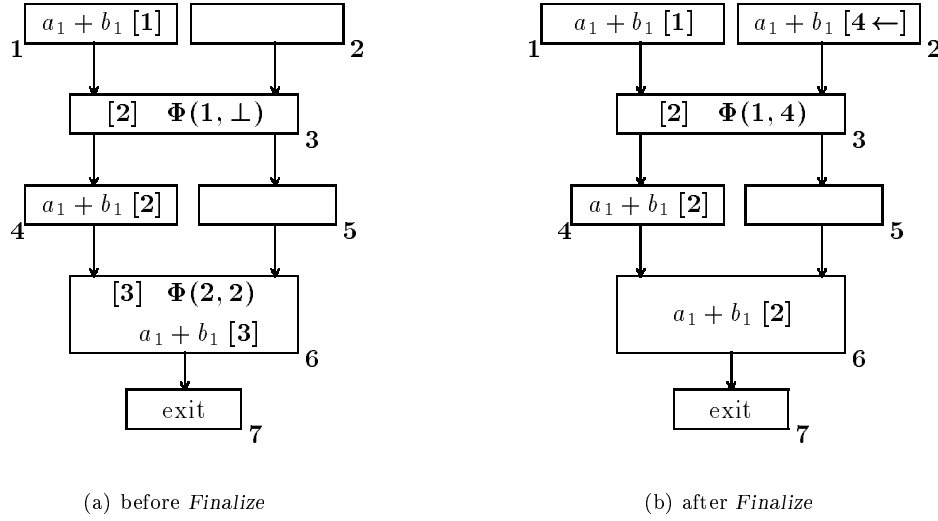 a₁ + b₁ [1]
1
2
[2] Φ(1, ⊥)
3
a₁ + b₁ [2]
4
5
[3] Φ(2, 2)
a₁ + b₁ [3]
6
exit
7
(a) before Finalize
a₁ + b₁ [1]
1
a₁ + b₁ [4 ←]
2
[2] Φ(1, 4)
3
a₁ + b₁ [2]
4
5
a₁ + b₁ [2]
6
exit
7
(b) after Finalize